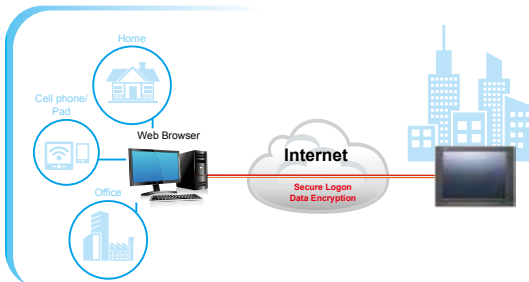 Home
Cell phone/
Pad
Web Browser
Office
Internet
Secure Logon
Data Encryption